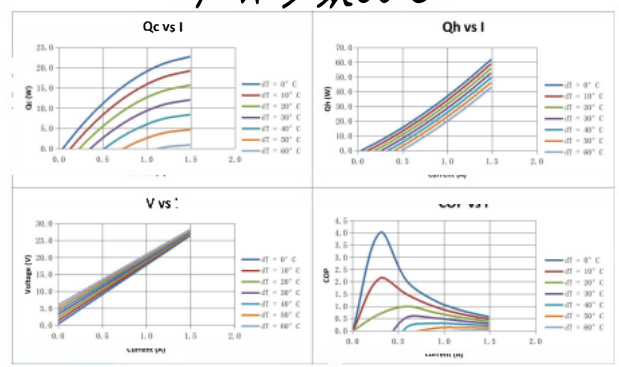 Qc vs I
25.0
20.0
15.0
10.0
5.0
0.0
Qc (W)
0.0 0.5 1.0 1.5 2.0
dT = 0° C
dT = 10° C
dT = 20° C
dT = 30° C
dT = 40° C
dT = 50° C
dT = 60° C
Qh vs I
70.0
60.0
50.0
40.0
30.0
20.0
10.0
0.0
Qh (W)
0.0 0.5 1.0 1.5 2.0
dT = 0° C
dT = 10° C
dT = 20° C
dT = 30° C
dT = 40° C
dT = 50° C
dT = 60° C
Current (A)
V vs
30.0
25.0
20.0
15.0
10.0
5.0
0.0
Voltage (V)
0.0 0.5 1.0 1.5 2.0
dT = 0° C
dT = 10° C
dT = 20° C
dT = 30° C
dT = 40° C
dT = 50° C
dT = 60° C
Current (A)
COP vs I
4.5
4.0
3.5
3.0
2.5
2.0
1.5
1.0
0.5
0.0
COP
0.0 0.5 1.0 1.5 2.0
dT = 0° C
dT = 10° C
dT = 20° C
dT = 30° C
dT = 40° C
dT = 50° C
dT = 60° C
Current (A)